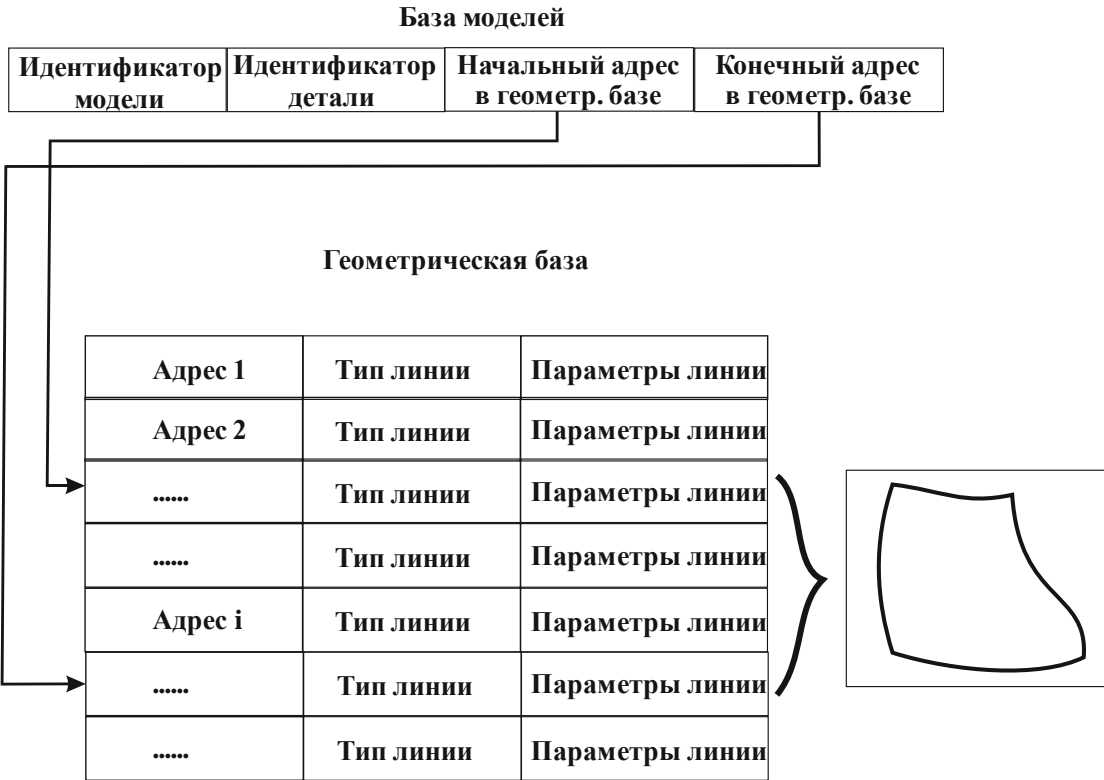 База моделей
Идентификатор модели
Идентификатор детали
Начальный адрес в геометр. базе
Конечный адрес в геометр. базе
Геометрическая база
Адрес 1 Тип линии Параметры линии
Адрес 2 Тип линии Параметры линии
...... Тип линии Параметры линии
...... Тип линии Параметры линии
Адрес i Тип линии Параметры линии
...... Тип линии Параметры линии
...... Тип линии Параметры линии